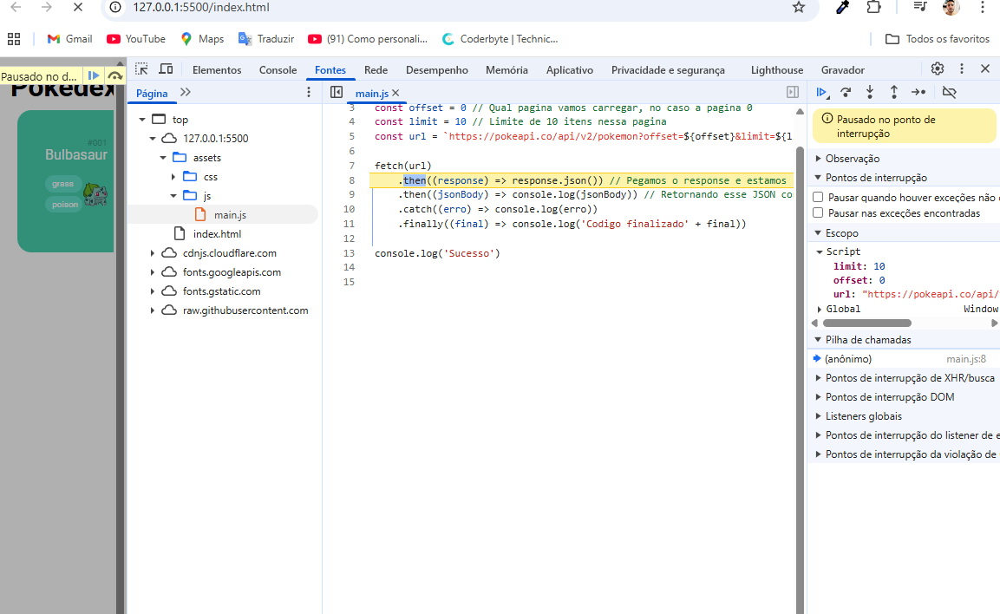 127.0.0.1:5500/index.html
Gmail
YouTube
Maps
Traduzir
(91) Como personali...
Coderbyte | Technic...
Todos os favoritos
Pausado no d...
Pokedex
#001
Bulbasaur
grass
poison
Elementos
Console
Fontes
Rede
Desempenho
Memória
Aplicativo
Privacidade e segurança
Lighthouse
Gravador
Página
top
127.0.0.1:5500
assets
css
js
main.js
index.html
cdnjs.cloudflare.com
fonts.googleapis.com
fonts.gstatic.com
raw.githubusercontent.com
main.js
3 const offset = 0 // Qual pagina vamos carregar, no caso a pagina 0
4 const limit = 10 // Limite de 10 itens nessa pagina
5 const url = `https://pokeapi.co/api/v2/pokemon?offset=${offset}&limit=${l
6
7 fetch(url)
8 .then((response) => response.json()) // Pegamos o response e estamos
9 .then((jsonBody) => console.log(jsonBody)) // Retornando esse JSON co
10 .catch((erro) => console.log(erro))
11 .finally((final) => console.log('Codigo finalizado' + final))
12
13 console.log('Sucesso')
14
15
Pausado no ponto de
interrupção
Observação
Pontos de interrupção
Pausar quando houver exceções não
Pausar nas exceções encontradas
Escopo
Script
limit: 10
offset: 0
url: "https://pokeapi.co/api/
Global Window
Pilha de chamadas
(anônimo) main.js:8
Pontos de interrupção de XHR/busca
Pontos de interrupção DOM
Listeners globais
Pontos de interrupção do listener de e
Pontos de interrupção da violação de